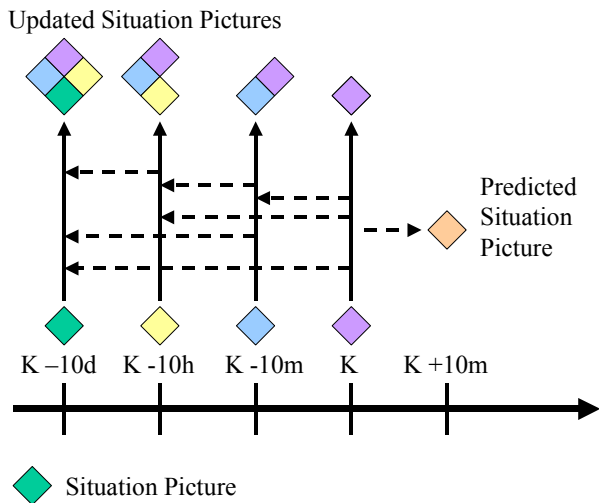 Updated Situation Pictures
Predicted
Situation
Picture
K –10d K -10h K -10m K K +10m
Situation Picture